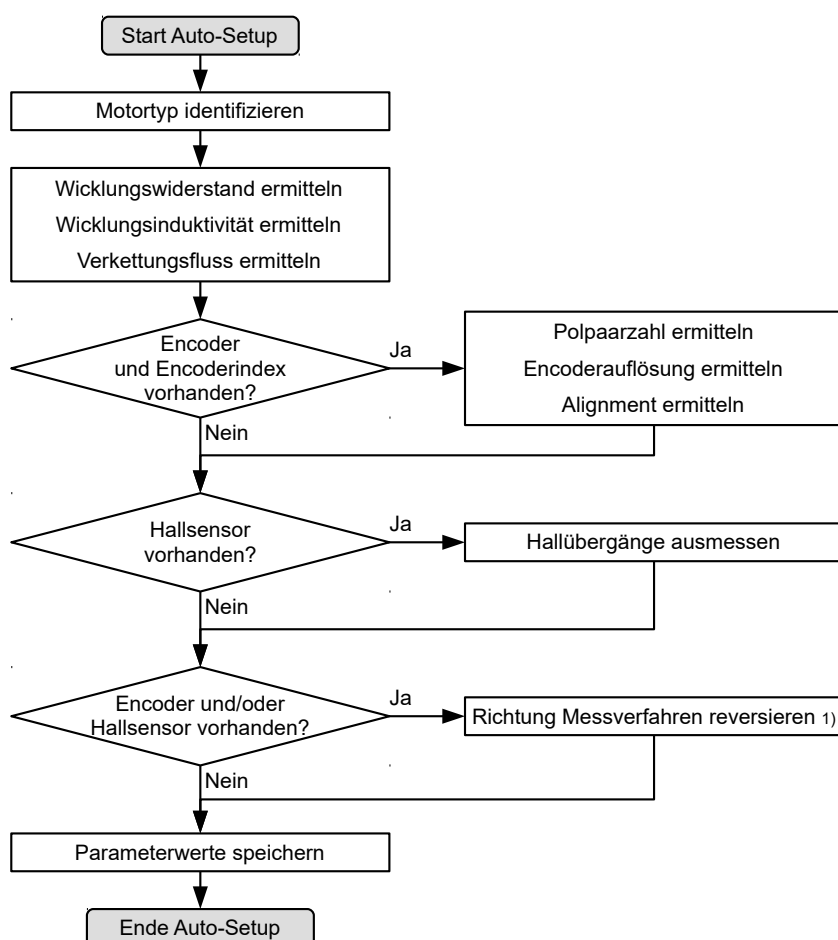 Start Auto-Setup
Motortyp identifizieren
Wicklungswiderstand ermitteln
Wicklungsinduktivität ermitteln
Verkettungsfluss ermitteln
Encoder
und Encoderindex
vorhanden?
Ja
Polpaarzahl ermitteln
Encoderauflösung ermitteln
Alignment ermitteln
Nein
Hallsensor
vorhanden?
Ja
Hallübergänge ausmessen
Nein
Encoder und/oder
Hallsensor vorhanden?
Ja
Richtung Messverfahren reversieren 1)
Nein
Parameterwerte speichern
Ende Auto-Setup